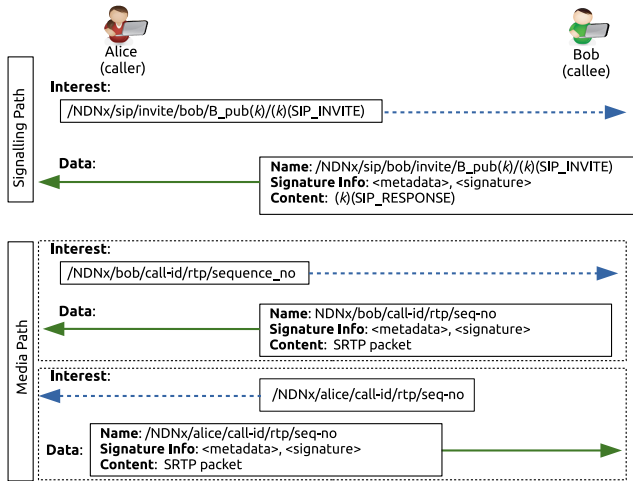 Alice
(caller)
Bob
(callee)
Signalling Path
Interest:
/NDNx/sip/invite/bob/B_pub(k)/(k)(SIP_INVITE)
Data:
Name: /NDNx/sip/bob/invite/B_pub(k)/(k)(SIP_INVITE)
Signature Info: <metadata>, <signature>
Content: (k)(SIP_RESPONSE)
Media Path
Interest:
/NDNx/bob/call-id/rtp/sequence_no
Data:
Name: NDNx/bob/call-id/rtp/seq-no
Signature Info: <metadata>, <signature>
Content: SRTP packet
Interest:
/NDNx/alice/call-id/rtp/seq-no
Data:
Name: /NDNx/alice/call-id/rtp/seq-no
Signature Info: <metadata>, <signature>
Content: SRTP packet